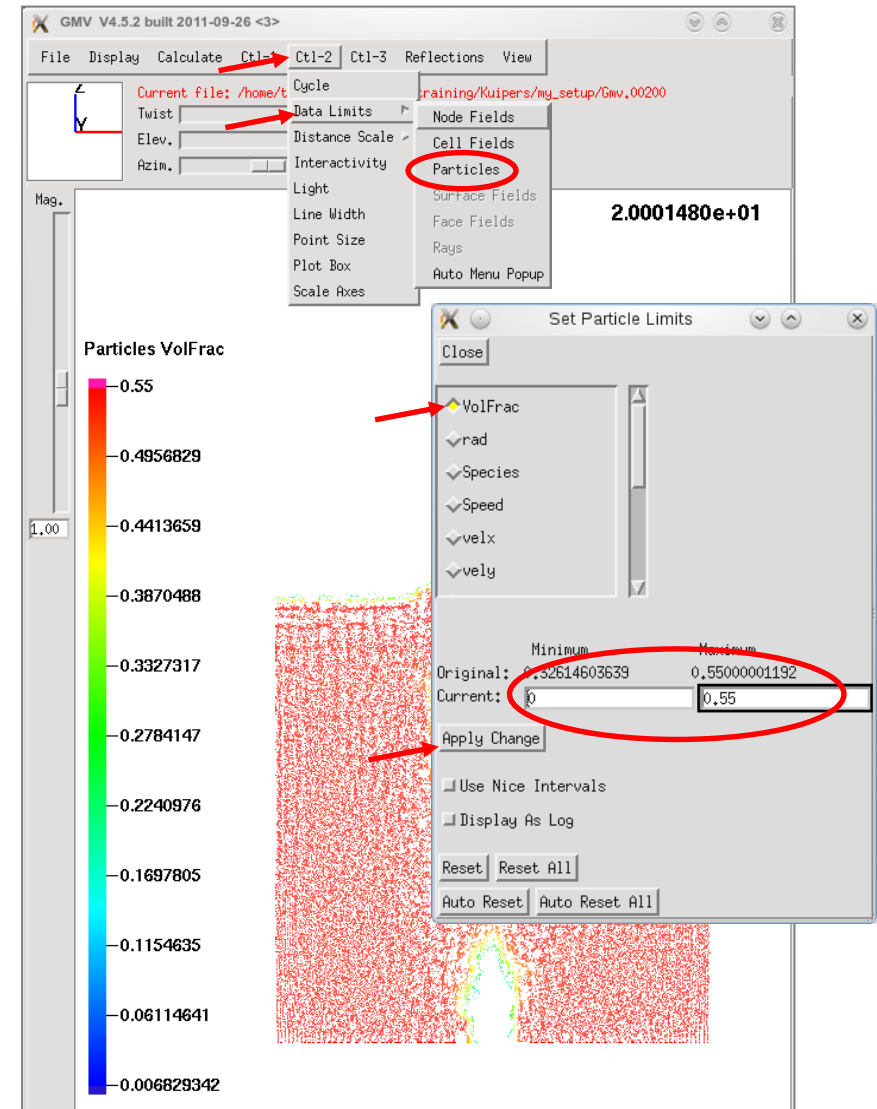 GMV V4.5.2 built 2011-09-26 <3>
File Display Calculate Ctl-1 Ctl-2 Ctl-3 Reflections View
Z
Y
Current file: /home/t training/Kuipers/my_setup/Gmv.00200
Twist
Elev.
Azim.
Mag.
1.00
Cycle
Data Limits
Distance Scale
Interactivity
Light
Line Width
Point Size
Plot Box
Scale Axes
Node Fields
Cell Fields
Particles
Surface Fields
Face Fields
Rays
Auto Menu Popup
2.0001480e+01
Particles VolFrac
0.55
0.4956829
0.4413659
0.3870488
0.3327317
0.2784147
0.2240976
0.1697805
0.1154635
0.06114641
0.006829342
Set Particle Limits
Close
VolFrac
rad
Species
Speed
velx
vely
Minimum Maximum
Original: 0.32614603639 0.55000001192
Current: 0 0.55
Apply Change
Use Nice Intervals
Display As Log
Reset Reset All
Auto Reset Auto Reset All